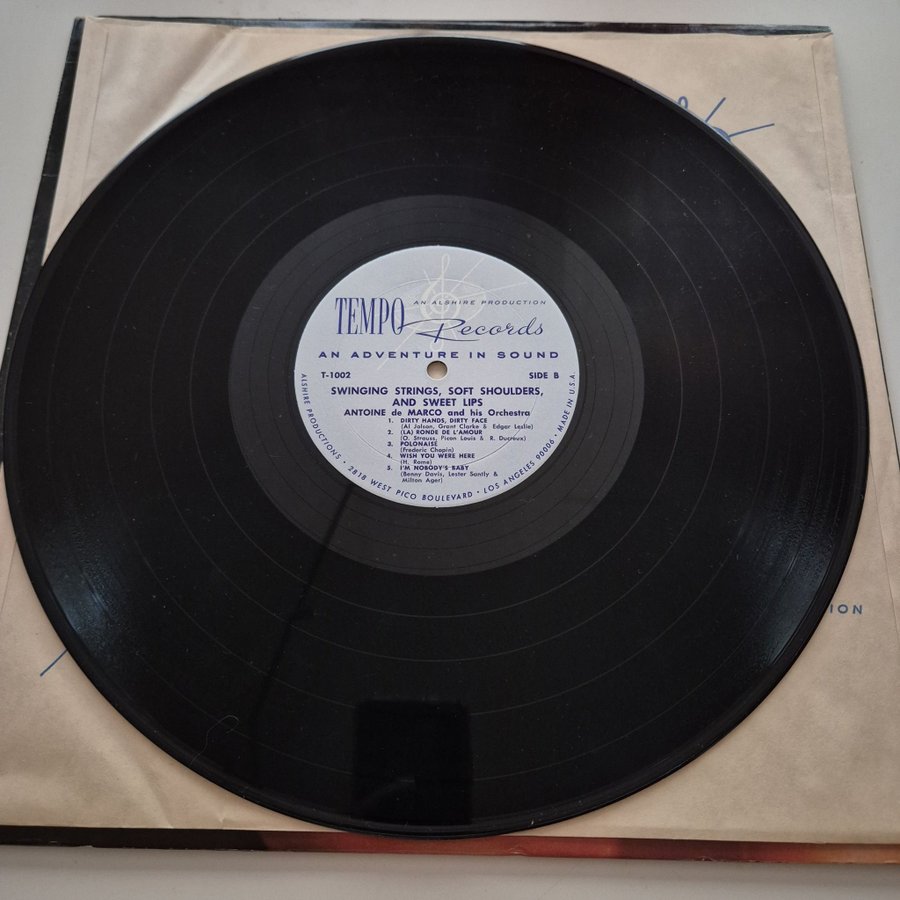 AN ALSHIRE PRODUCTION
TEMPO Records
AN ADVENTURE IN SOUND
T-1002 SIDE B
SWINGING STRINGS, SOFT SHOULDERS,
AND SWEET LIPS
ANTOINE de MARCO and his Orchestra
1. DIRTY HANDS, DIRTY FACE
(Al Jolson, Grant Clarke & Edgar Leslie)
2. (LA) RONDE DE L'AMOUR
(O. Strauss, Picon Louis & R. Ducreux)
3. POLONAISE
(Frederic Chopin)
4. WISH YOU WERE HERE
(H. Rome)
5. I'M NOBODY'S BABY
(Benny Davis, Lester Santly &
Milton Ager)
ALSHIRE PRODUCTIONS • 2818 WEST PICO BOULEVARD • LOS ANGELES 90006 • MADE IN U.S.A.
ION